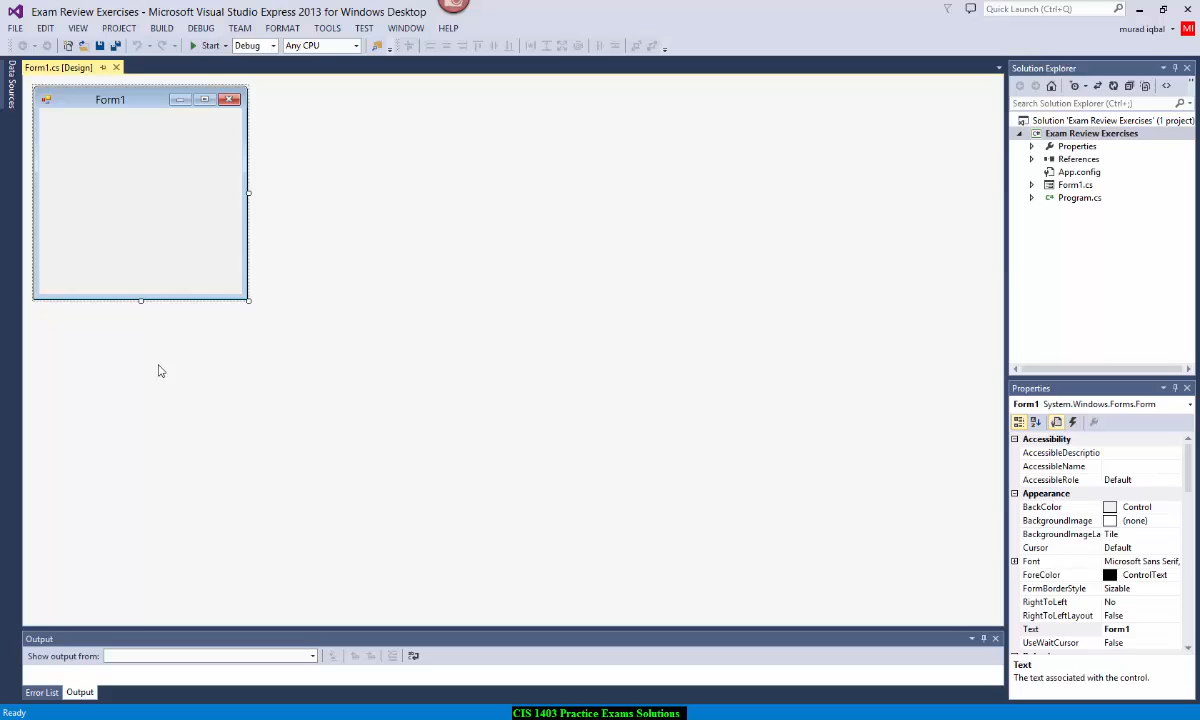 Exam Review Exercises - Microsoft Visual Studio Express 2013 for Windows Desktop
Quick Launch (Ctrl+Q)
FILE EDIT VIEW PROJECT BUILD DEBUG TEAM FORMAT TOOLS TEST WINDOW HELP
murad iqbal MI
Start Debug Any CPU
Data Sources
Form1.cs [Design]
Form1
Solution Explorer
Search Solution Explorer (Ctrl+;)
Solution 'Exam Review Exercises' (1 project)
Exam Review Exercises
Properties
References
App.config
Form1.cs
Program.cs
Properties
Form1 System.Windows.Forms.Form
Accessibility
AccessibleDescriptio
AccessibleName
AccessibleRole Default
Appearance
BackColor Control
BackgroundImage (none)
BackgroundImageLa Tile
Cursor Default
Font Microsoft Sans Serif,
ForeColor ControlText
FormBorderStyle Sizable
RightToLeft No
RightToLeftLayout False
Text Form1
UseWaitCursor False
Text
The text associated with the control.
Output
Show output from:
Error List Output
Ready
CIS 1403 Practice Exams Solutions